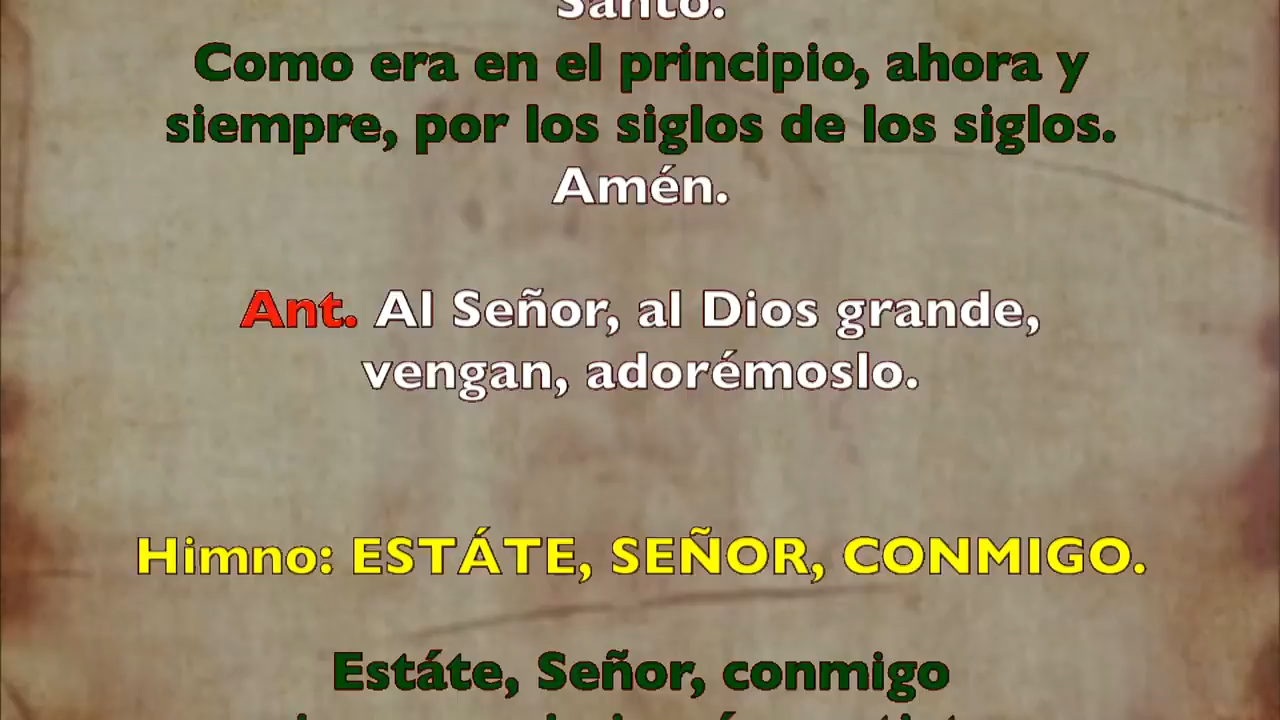 Santo.
Como era en el principio, ahora y
siempre, por los siglos de los siglos.
Amén.
Ant. Al Señor, al Dios grande,
vengan, adorémoslo.
Himno: ESTÁTE, SEÑOR, CONMIGO.
Estáte, Señor, conmigo